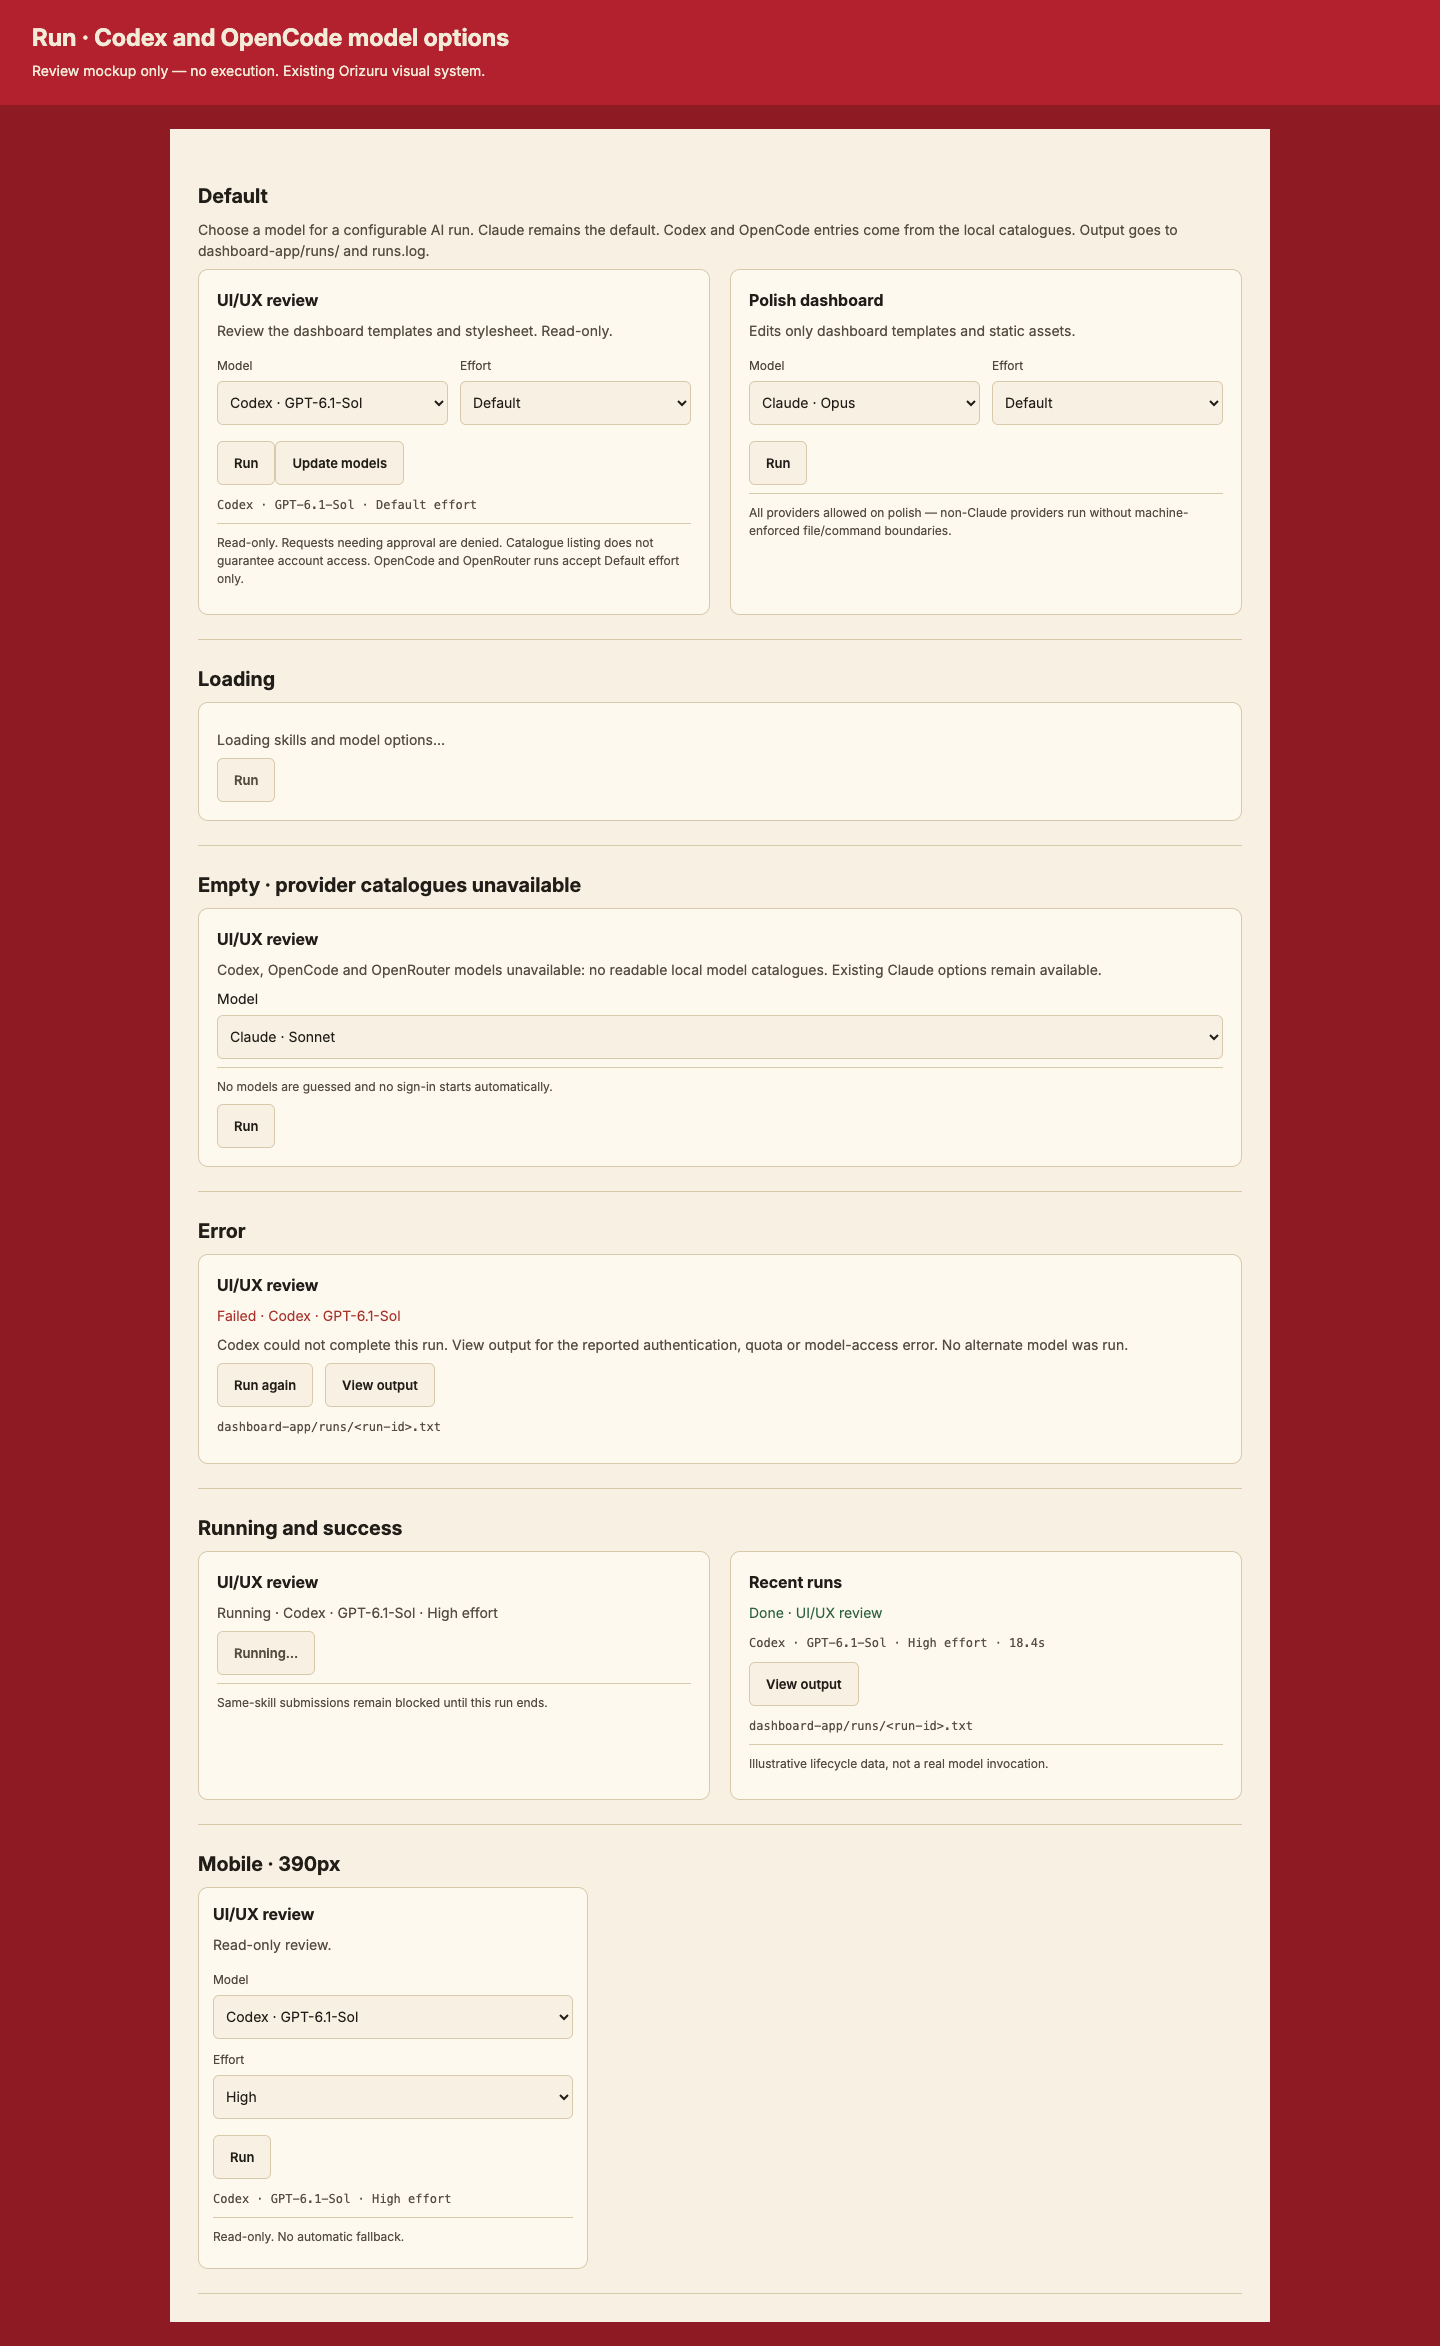 Run · Codex and OpenCode model options
Review mockup only — no execution. Existing Orizuru visual system.
Default
Choose a model for a configurable AI run. Claude remains the default. Codex and OpenCode entries come from the local catalogues. Output goes to
dashboard-app/runs/ and runs.log.
UI/UX review
Review the dashboard templates and stylesheet. Read-only.
Model
Effort
Codex · GPT-6.1-Sol
Default
Run
Update models
Codex · GPT-6.1-Sol · Default effort
Read-only. Requests needing approval are denied. Catalogue listing does not
guarantee account access. OpenCode and OpenRouter runs accept Default effort
only.
Polish dashboard
Edits only dashboard templates and static assets.
Model
Effort
Claude · Opus
Default
Run
All providers allowed on polish — non-Claude providers run without machine-
enforced file/command boundaries.
Loading
Loading skills and model options...
Run
Empty · provider catalogues unavailable
UI/UX review
Codex, OpenCode and OpenRouter models unavailable: no readable local model catalogues. Existing Claude options remain available.
Model
Claude · Sonnet
No models are guessed and no sign-in starts automatically.
Run
Error
UI/UX review
Failed · Codex · GPT-6.1-Sol
Codex could not complete this run. View output for the reported authentication, quota or model-access error. No alternate model was run.
Run again
View output
dashboard-app/runs/<run-id>.txt
Running and success
UI/UX review
Running · Codex · GPT-6.1-Sol · High effort
Running...
Same-skill submissions remain blocked until this run ends.
Recent runs
Done · UI/UX review
Codex · GPT-6.1-Sol · High effort · 18.4s
View output
dashboard-app/runs/<run-id>.txt
Illustrative lifecycle data, not a real model invocation.
Mobile · 390px
UI/UX review
Read-only review.
Model
Codex · GPT-6.1-Sol
Effort
High
Run
Codex · GPT-6.1-Sol · High effort
Read-only. No automatic fallback.